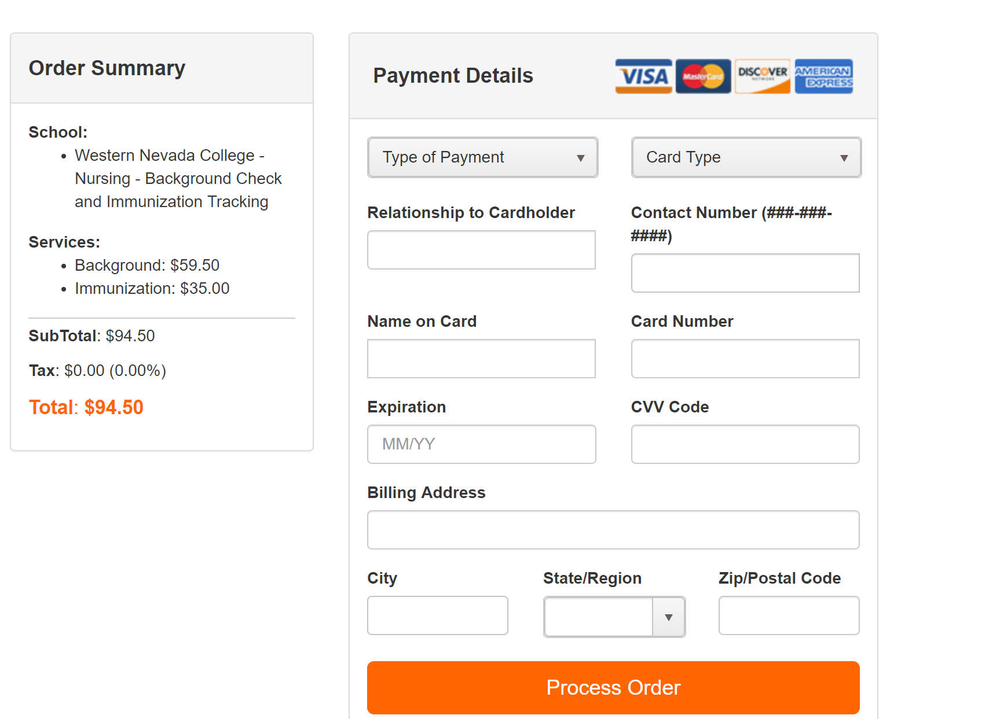 Order Summary
School:
Western Nevada College -
Nursing - Background Check
and Immunization Tracking
Services:
Background: $59.50
Immunization: $35.00
SubTotal: $94.50
Tax: $0.00 (0.00%)
Total: $94.50
Payment Details
VISA MasterCard DISCOVER NETWORK AMERICAN EXPRESS
Type of Payment
Card Type
Relationship to Cardholder
Contact Number (###-###-
####)
Name on Card
Card Number
Expiration
CVV Code
MM/YY
Billing Address
City
State/Region
Zip/Postal Code
Process Order